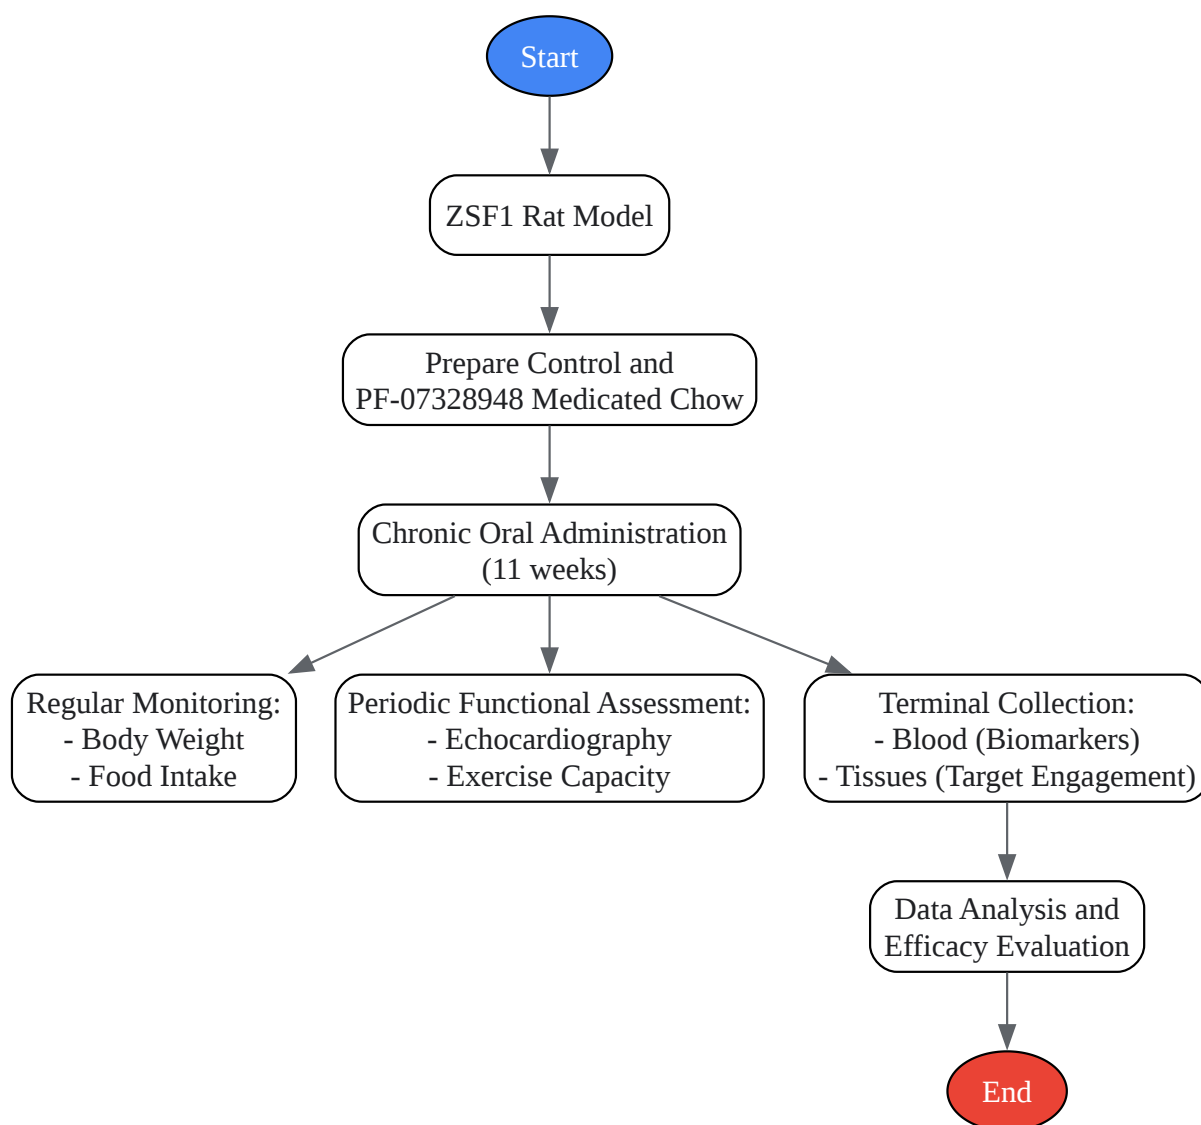 Start
ZSF1 Rat Model
Prepare Control and
PF-07328948 Medicated Chow
Chronic Oral Administration
(11 weeks)
Regular Monitoring:
- Body Weight
- Food Intake
Periodic Functional Assessment:
- Echocardiography
- Exercise Capacity
Terminal Collection:
- Blood (Biomarkers)
- Tissues (Target Engagement)
Data Analysis and
Efficacy Evaluation
End